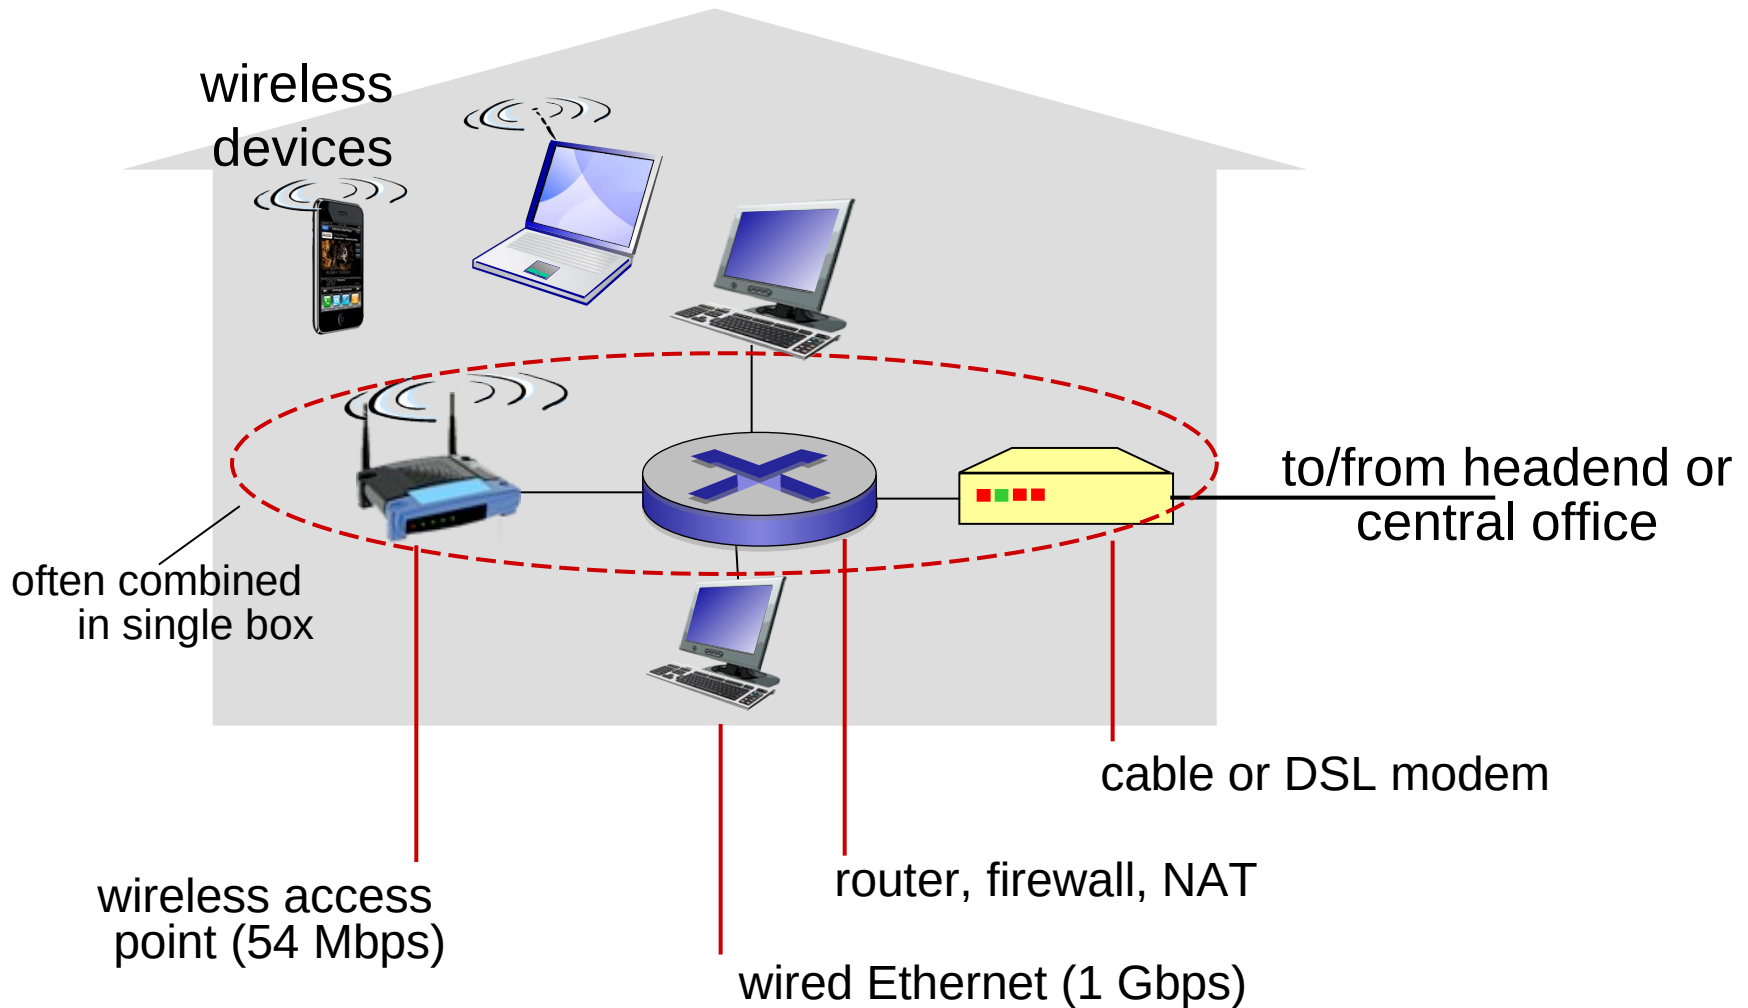 wireless
devices
to/from headend or
central office
often combined
in single box
cable or DSL modem
router, firewall, NAT
wireless access
point (54 Mbps)
wired Ethernet (1 Gbps)